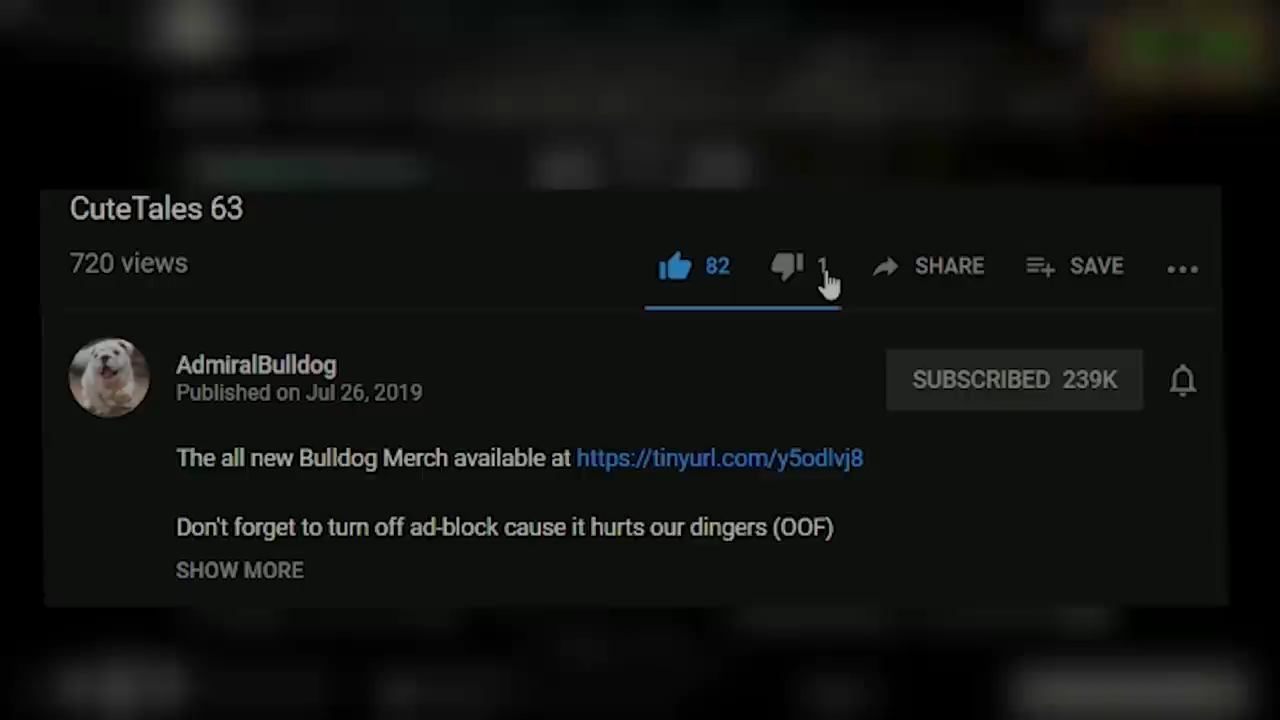 CuteTales 63
720 views
82
1
SHARE
SAVE
AdmiralBulldog
Published on Jul 26, 2019
SUBSCRIBED 239K
The all new Bulldog Merch available at https://tinyurl.com/y5odlvj8
Don't forget to turn off ad-block cause it hurts our dingers (OOF)
SHOW MORE